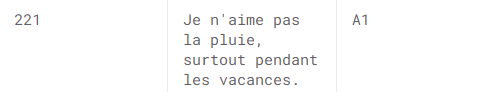 221
Je n'aime pas
la pluie,
surtout pendant
les vacances.
A1